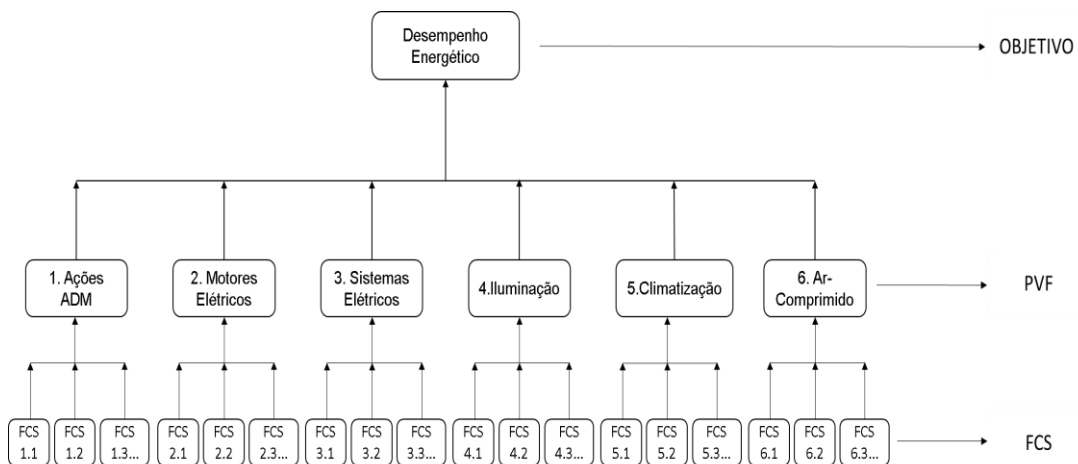 Desempenho
Energético
OBJETIVO
1. Ações
ADM
2. Motores
Elétricos
3. Sistemas
Elétricos
4.Iluminação
5.Climatização
6. Ar-
Comprimido
PVF
FCS
1.1
FCS
1.2
FCS
1.3...
FCS
2.1
FCS
2.2
FCS
2.3...
FCS
3.1
FCS
3.2
FCS
3.3...
FCS
4.1
FCS
4.2
FCS
4.3...
FCS
5.1
FCS
5.2
FCS
5.3...
FCS
6.1
FCS
6.2
FCS
6.3...
FCS